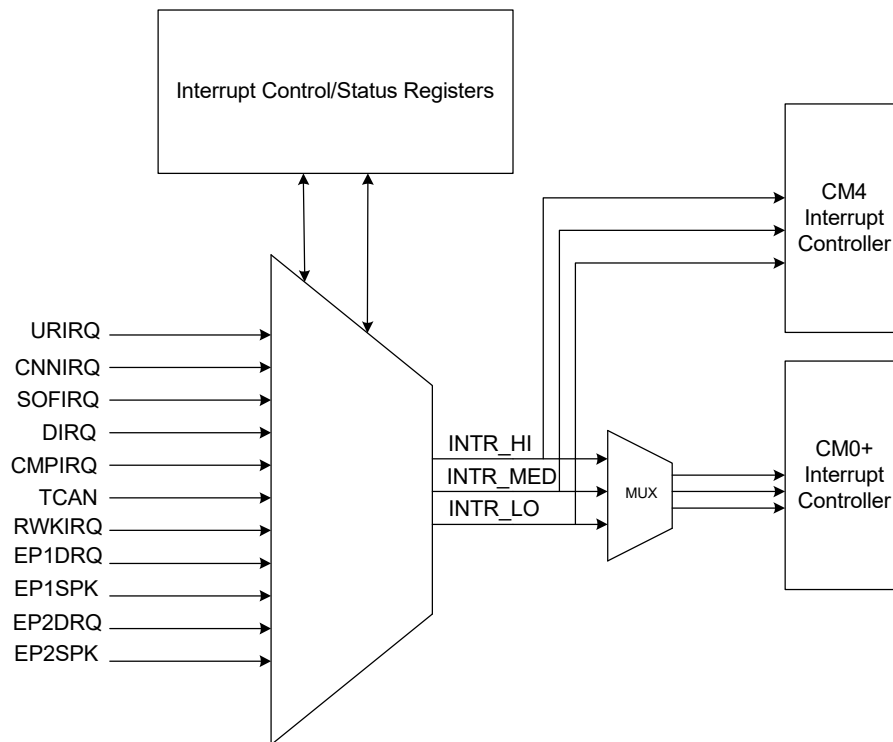 Interrupt Control/Status Registers
CM4
Interrupt
Controller
URIRQ
CNNIRQ
SOFIRQ
DIRQ
CMPIRQ
TCAN
RWKIRQ
EP1DRQ
EP1SPK
EP2DRQ
EP2SPK
INTR_HI
INTR_MED
INTR_LO
MUX
CM0+
Interrupt
Controller